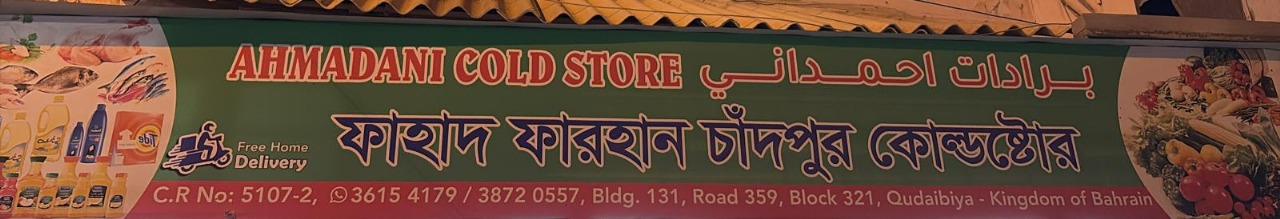 AHMADANI COLD STORE برادات احمداني
ফাহাদ ফারহান চাঁদপুর কোল্ডষ্টোর
Free Home
Delivery
C.R No: 5107-2, 3615 4179 / 3872 0557, Bldg. 131, Road 359, Block 321, Qudaibiya - Kingdom of Bahrain
Tide